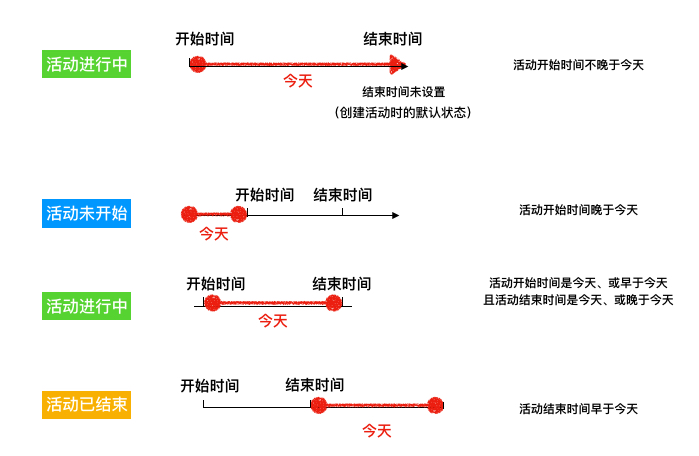 开始时间
结束时间
活动进行中
今天
活动开始时间不晚于今天
结束时间未设置
（创建活动时的默认状态）
开始时间
结束时间
活动未开始
今天
活动开始时间晚于今天
开始时间
结束时间
活动进行中
今天
活动开始时间是今天、或早于今天
且活动结束时间是今天、或晚于今天
开始时间
结束时间
活动已结束
今天
活动结束时间早于今天